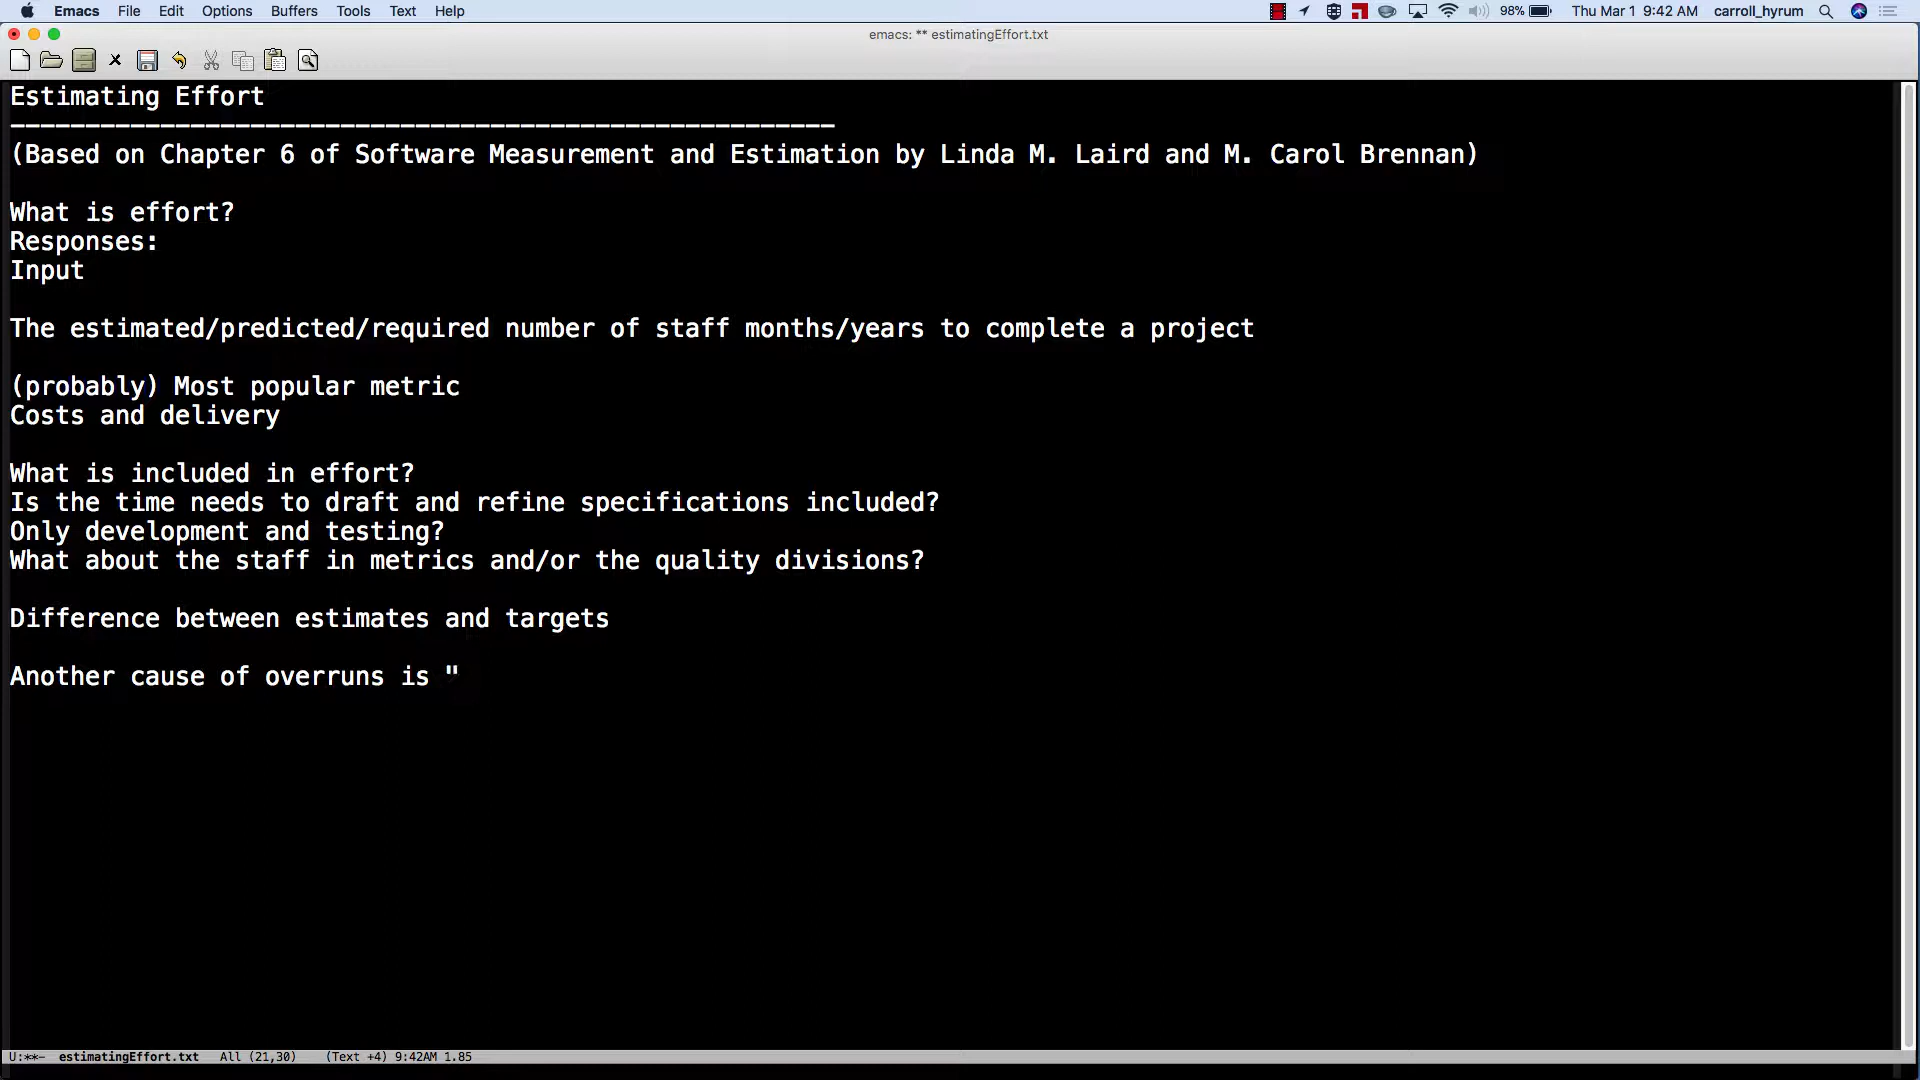 Emacs File Edit Options Buffers Tools Text Help 98% Thu Mar 1 9:42 AM carroll_hyrum
emacs: ** estimatingEffort.txt
Estimating Effort
-------------------------------------------------------
(Based on Chapter 6 of Software Measurement and Estimation by Linda M. Laird and M. Carol Brennan)
What is effort?
Responses:
Input
The estimated/predicted/required number of staff months/years to complete a project
(probably) Most popular metric
Costs and delivery
What is included in effort?
Is the time needs to draft and refine specifications included?
Only development and testing?
What about the staff in metrics and/or the quality divisions?
Difference between estimates and targets
Another cause of overruns is "
U:**- estimatingEffort.txt All (21,30) (Text +4) 9:42AM 1.85